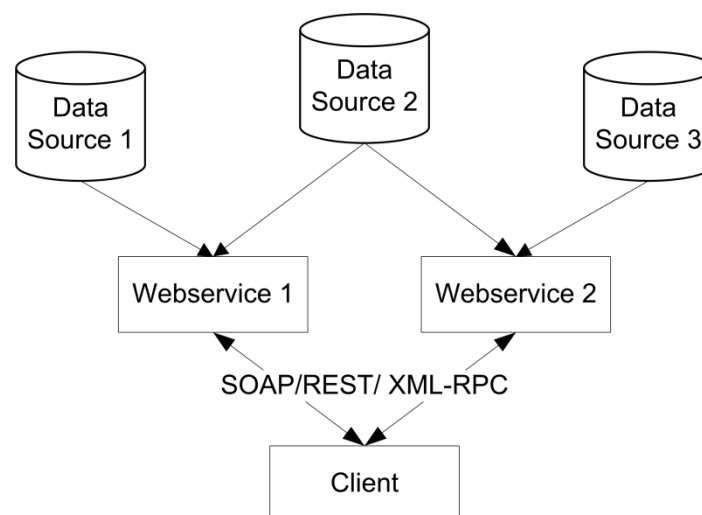 Data
Source 1
Data
Source 2
Data
Source 3
Webservice 1
Webservice 2
SOAP/REST/ XML-RPC
Client